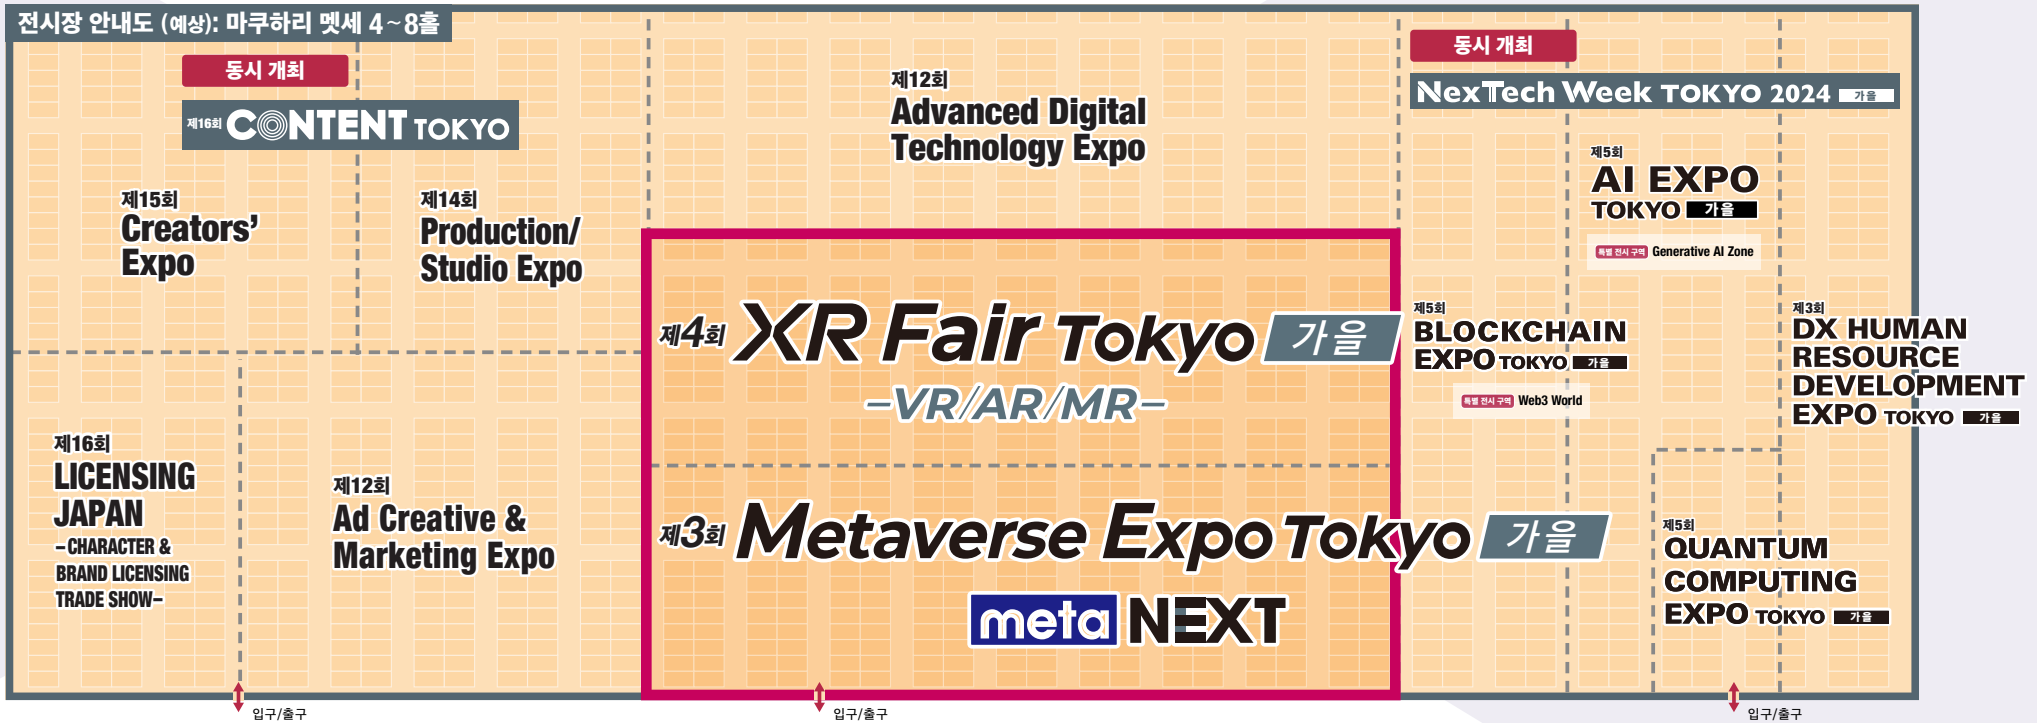 전시장 안내도 (예상): 마쿠하리 멧세 4~8홀
동시 개최
제16회 CONTENT TOKYO
제15회
Creators'
Expo
제14회
Production/
Studio Expo
제16회
LICENSING
JAPAN
–CHARACTER &
BRAND LICENSING
TRADE SHOW–
제12회
Ad Creative &
Marketing Expo
제12회
Advanced Digital
Technology Expo
제4회 XR Fair Tokyo 가을
–VR/AR/MR–
제3회 Metaverse Expo Tokyo 가을
meta NEXT
동시 개최
NexTech Week TOKYO 2024 가을
제5회
AI EXPO
TOKYO 가을
특별 전시 구역 Generative AI Zone
제5회
BLOCKCHAIN
EXPO TOKYO 가을
특별 전시 구역 Web3 World
제3회
DX HUMAN
RESOURCE
DEVELOPMENT
EXPO TOKYO 가을
제5회
QUANTUM
COMPUTING
EXPO TOKYO 가을
입구/출구
입구/출구
입구/출구